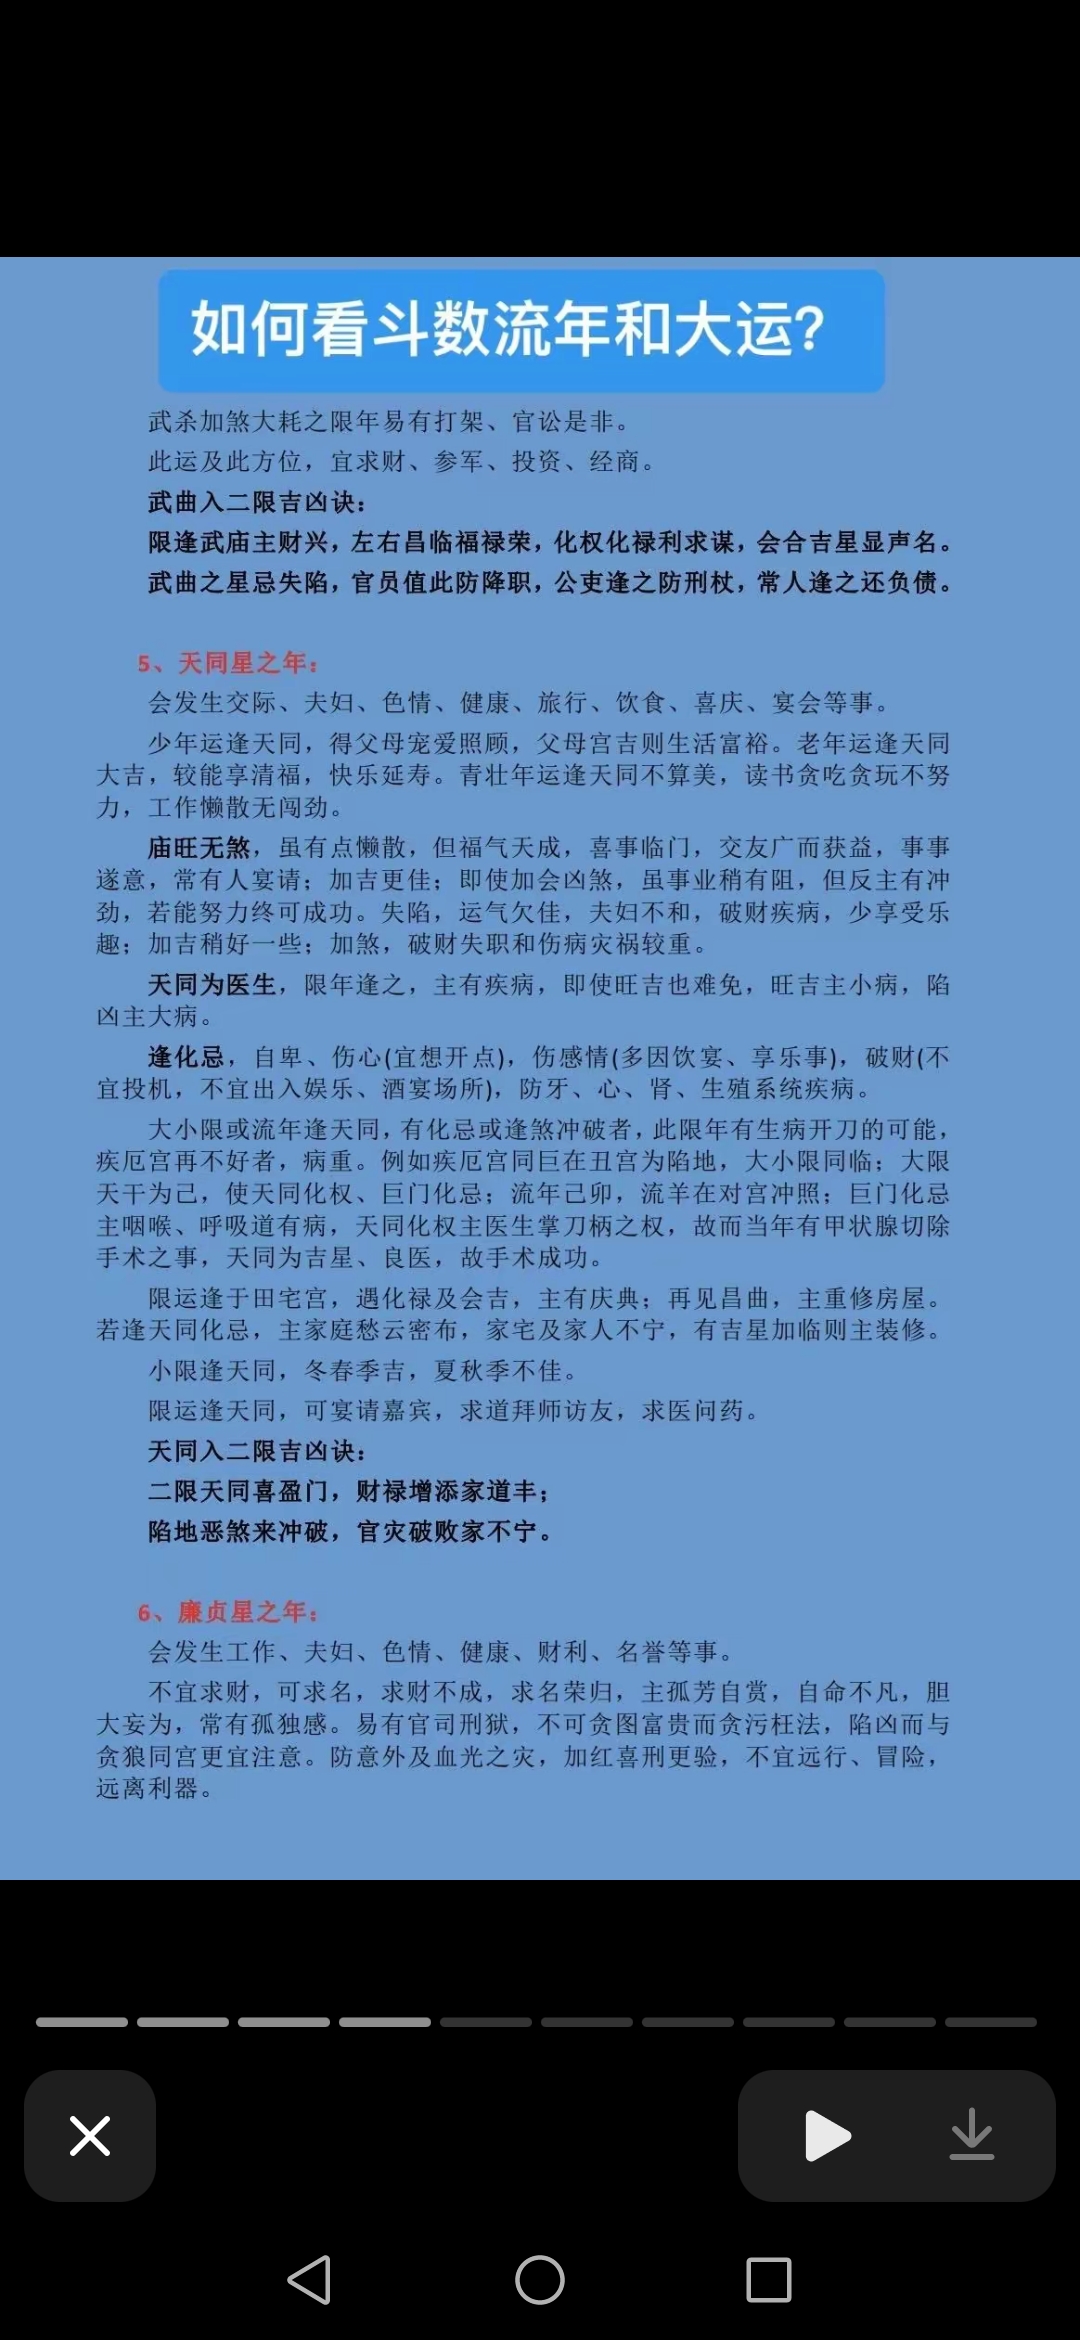 如何看斗数流年和大运?
武杀加煞大耗之限年易有打架、官讼是非。
此运及此方位，宜求财、参军、投资、经商。
武曲入二限吉凶诀：
限逢武庙主财兴，左右昌临福禄荣，化权化禄利求谋，会合吉星显声名。
武曲之星忌失陷，官员值此防降职，公吏逢之防刑杖，常人逢之还负债。
5、天同星之年：
会发生交际、夫妇、色情、健康、旅行、饮食、喜庆、宴会等事。
少年运逢天同，得父母宠爱照顾，父母宫吉则生活富裕。老年运逢天同
大吉，较能享清福，快乐延寿。青壮年运逢天同不算美，读书贪吃贪玩不努
力，工作懒散无闯劲。
庙旺无煞，虽有点懒散，但福气天成，喜事临门，交友广而获益，事事
遂意，常有人宴请；加吉更佳；即使加会凶煞，虽事业稍有阻，但反主有冲
劲，若能努力终可成功。失陷，运气欠佳，夫妇不和，破财疾病，少享受乐
趣；加吉稍好一些；加煞，破财失职和伤病灾祸较重。
天同为医生，限年逢之，主有疾病，即使旺吉也难免，旺吉主小病，陷
凶主大病。
逢化忌，自卑、伤心(宜想开点)，伤感情(多因饮宴、享乐事)，破财(不
宜投机，不宜出入娱乐、酒宴场所)，防牙、心、肾、生殖系统疾病。
大小限或流年逢天同，有化忌或逢煞冲破者，此限年有生病开刀的可能，
疾厄宫再不好者，病重。例如疾厄宫同巨在丑宫为陷地，大小限同临；大限
天干为己，使天同化权、巨门化忌；流年己卯，流羊在对宫冲照；巨门化忌
主咽喉、呼吸道有病，天同化权主医生掌刀柄之权，故而当年有甲状腺切除
手术之事，天同为吉星、良医，故手术成功。
限运逢于田宅宫，遇化禄及会吉，主有庆典；再见昌曲，主重修房屋。
若逢天同化忌，主家庭愁云密布，家宅及家人不宁，有吉星加临则主装修。
小限逢天同，冬春季吉，夏秋季不佳。
限运逢天同，可宴请嘉宾，求道拜师访友，求医问药。
天同入二限吉凶诀：
二限天同喜盈门，财禄增添家道丰；
陷地恶煞来冲破，官灾破败家不宁。
6、廉贞星之年：
会发生工作、夫妇、色情、健康、财利、名誉等事。
不宜求财，可求名，求财不成，求名荣归，主孤芳自赏，自命不凡，胆
大妄为，常有孤独感。易有官司刑狱，不可贪图富贵而贪污枉法，陷凶而与
贪狼同宫更宜注意。防意外及血光之灾，加红喜刑更验，不宜远行、冒险，
远离利器。